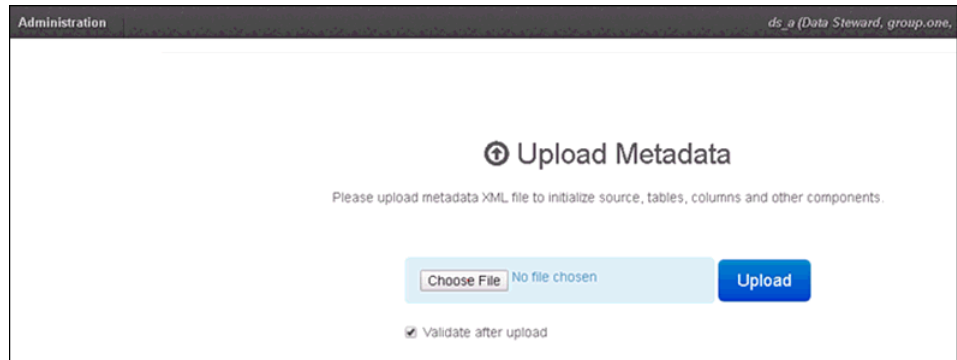 Administration
ds_a (Data Steward, group.one,
Upload Metadata
Please upload metadata XML file to initialize source, tables, columns and other components.
Choose File No file chosen
Upload
Validate after upload